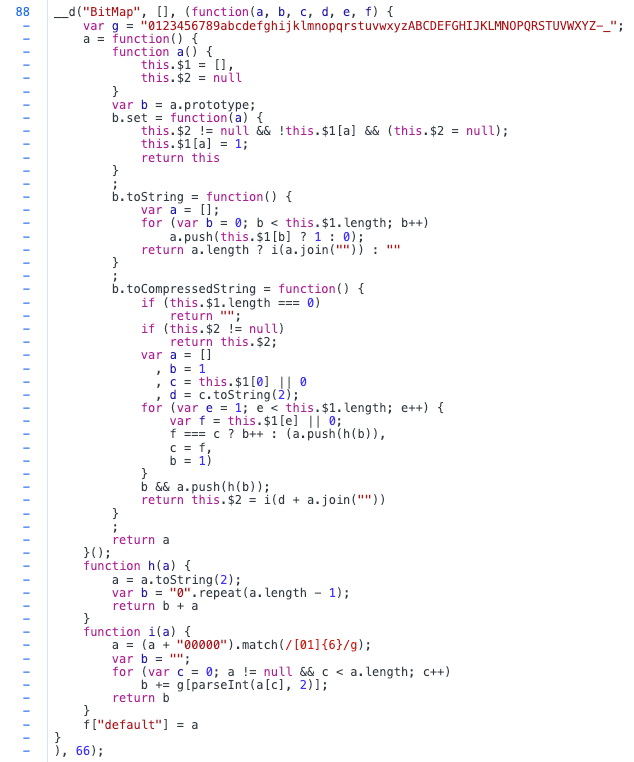 88 __d("BitMap", [], (function(a, b, c, d, e, f) {
- var g = "0123456789abcdefghijklmnopqrstuvwxyzABCDEFGHIJKLMNOPQRSTUVWXYZ-_";
- a = function() {
- function a() {
- this.$1 = [],
- this.$2 = null
- }
- var b = a.prototype;
- b.set = function(a) {
- this.$2 != null && !this.$1[a] && (this.$2 = null);
- this.$1[a] = 1;
- return this
- }
- ;
- b.toString = function() {
- var a = [];
- for (var b = 0; b < this.$1.length; b++)
- a.push(this.$1[b] ? 1 : 0);
- return a.length ? i(a.join("")) : ""
- }
- ;
- b.toCompressedString = function() {
- if (this.$1.length === 0)
- return "";
- if (this.$2 != null)
- return this.$2;
- var a = []
- , b = 1
- , c = this.$1[0] || 0
- , d = c.toString(2);
- for (var e = 1; e < this.$1.length; e++) {
- var f = this.$1[e] || 0;
- f === c ? b++ : (a.push(h(b)),
- c = f,
- b = 1)
- }
- b && a.push(h(b));
- return this.$2 = i(d + a.join(""))
- }
- ;
- return a
- }();
- function h(a) {
- a = a.toString(2);
- var b = "0".repeat(a.length - 1);
- return b + a
- }
- function i(a) {
- a = (a + "00000").match(/[01]{6}/g);
- var b = "";
- for (var c = 0; a != null && c < a.length; c++)
- b += g[parseInt(a[c], 2)];
- return b
- }
- f["default"] = a
- }
- ), 66);